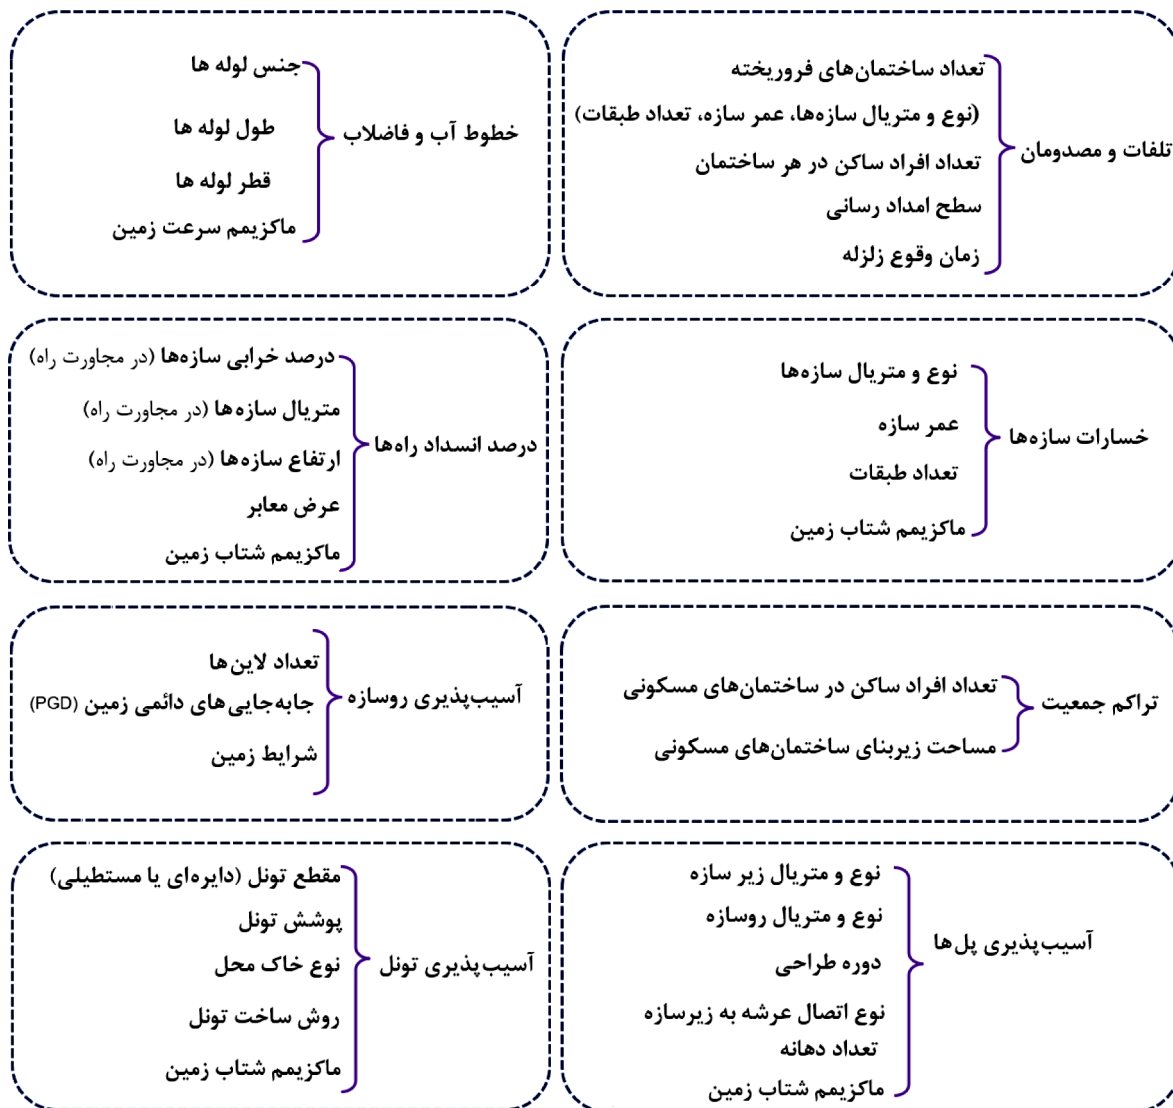 تلفات و مصدومان
تعداد ساختمان‌های فروریخته
(نوع و متریال سازه‌ها، عمر سازه، تعداد طبقات)
تعداد افراد ساکن در هر ساختمان
سطح امداد رسانی
زمان وقوع زلزله
خطوط آب و فاضلاب
جنس لوله ها
طول لوله ها
قطر لوله ها
ماکزیمم سرعت زمین
خسارات سازه‌ها
نوع و متریال سازه‌ها
عمر سازه
تعداد طبقات
ماکزیمم شتاب زمین
درصد انسداد راه‌ها
درصد خرابی سازه‌ها (در مجاورت راه)
متریال سازه‌ها (در مجاورت راه)
ارتفاع سازه‌ها (در مجاورت راه)
عرض معابر
ماکزیمم شتاب زمین
تراکم جمعیت
تعداد افراد ساکن در ساختمان‌های مسکونی
مساحت زیربنای ساختمان‌های مسکونی
آسیب‌پذیری روسازه
تعداد لاین‌ها
جابه‌جایی‌های دائمی زمین (PGD)
شرایط زمین
آسیب‌پذیری پل‌ها
نوع و متریال زیر سازه
نوع و متریال روسازه
دوره طراحی
نوع اتصال عرشه به زیرسازه
تعداد دهانه
ماکزیمم شتاب زمین
آسیب‌پذیری تونل
مقطع تونل (دایره‌ای یا مستطیلی)
پوشش تونل
نوع خاک محل
روش ساخت تونل
ماکزیمم شتاب زمین